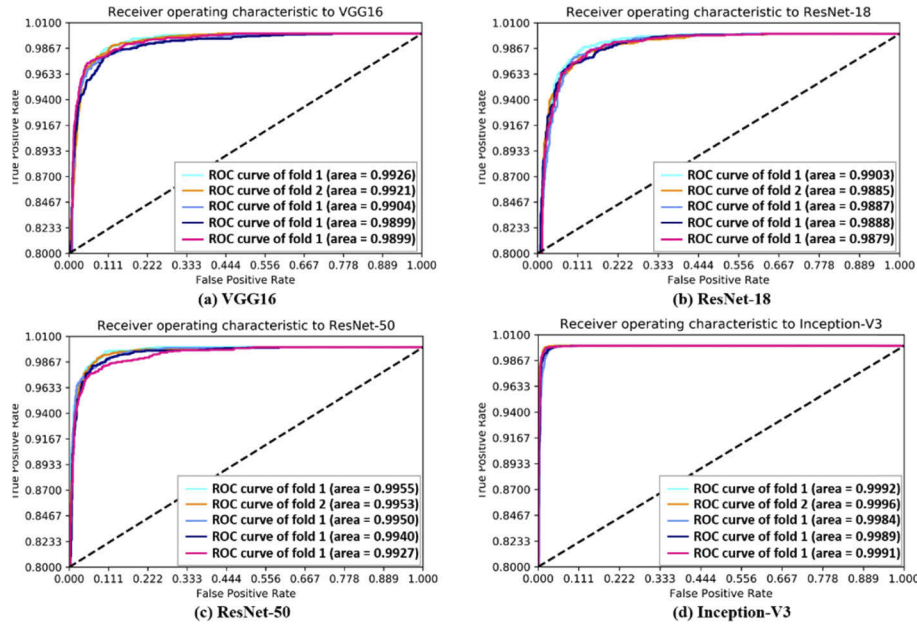 Receiver operating characteristic to VGG16
True Positive Rate
1.0100
0.9867
0.9633
0.9400
0.9167
0.8933
0.8700
0.8467
0.8233
0.8000
ROC curve of fold 1 (area = 0.9926)
ROC curve of fold 2 (area = 0.9921)
ROC curve of fold 1 (area = 0.9904)
ROC curve of fold 1 (area = 0.9899)
ROC curve of fold 1 (area = 0.9899)
0.000 0.111 0.222 0.333 0.444 0.556 0.667 0.778 0.889 1.000
False Positive Rate
(a) VGG16
Receiver operating characteristic to ResNet-18
True Positive Rate
1.0100
0.9867
0.9633
0.9400
0.9167
0.8933
0.8700
0.8467
0.8233
0.8000
ROC curve of fold 1 (area = 0.9903)
ROC curve of fold 2 (area = 0.9885)
ROC curve of fold 1 (area = 0.9887)
ROC curve of fold 1 (area = 0.9888)
ROC curve of fold 1 (area = 0.9879)
0.000 0.111 0.222 0.333 0.444 0.556 0.667 0.778 0.889 1.000
False Positive Rate
(b) ResNet-18
Receiver operating characteristic to ResNet-50
True Positive Rate
1.0100
0.9867
0.9633
0.9400
0.9167
0.8933
0.8700
0.8467
0.8233
0.8000
ROC curve of fold 1 (area = 0.9955)
ROC curve of fold 2 (area = 0.9953)
ROC curve of fold 1 (area = 0.9950)
ROC curve of fold 1 (area = 0.9940)
ROC curve of fold 1 (area = 0.9927)
0.000 0.111 0.222 0.333 0.444 0.556 0.667 0.778 0.889 1.000
False Positive Rate
(c) ResNet-50
Receiver operating characteristic to Inception-V3
True Positive Rate
1.0100
0.9867
0.9633
0.9400
0.9167
0.8933
0.8700
0.8467
0.8233
0.8000
ROC curve of fold 1 (area = 0.9992)
ROC curve of fold 2 (area = 0.9996)
ROC curve of fold 1 (area = 0.9984)
ROC curve of fold 1 (area = 0.9989)
ROC curve of fold 1 (area = 0.9991)
0.000 0.111 0.222 0.333 0.444 0.556 0.667 0.778 0.889 1.000
False Positive Rate
(d) Inception-V3